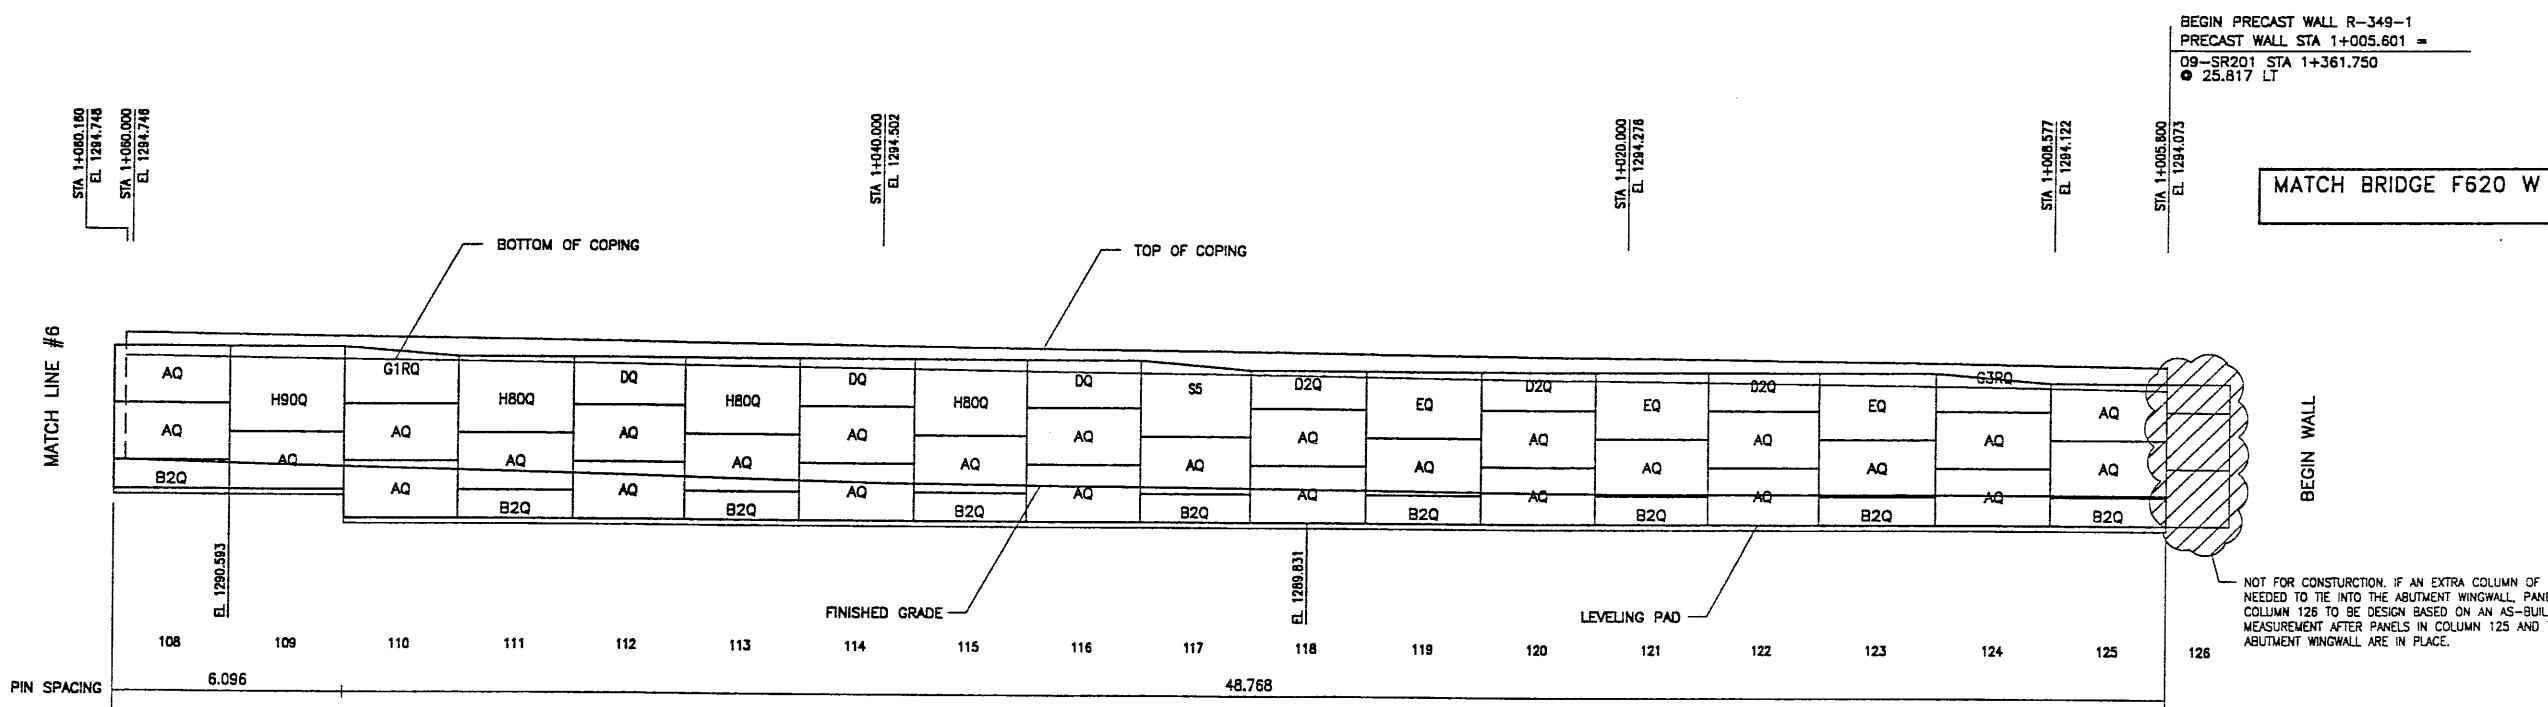 BEGIN PRECAST WALL R-349-1
PRECAST WALL STA 1+005.601 =
09-SR201 STA 1+361.750
@ 25.817 LT
STA 1+060.160
EL 1294.748
STA 1+060.000
EL 1294.746
STA 1+040.000
EL 1294.502
STA 1+020.000
EL 1294.276
STA 1+008.577
EL 1294.122
STA 1+005.600
EL 1294.073
MATCH BRIDGE F620 W
BOTTOM OF COPING
TOP OF COPING
MATCH LINE #6
AQ G1RQ DQ DQ DQ D2Q D2Q D2Q G3RQ
H90Q H80Q H80Q H80Q S5 EQ EQ EQ AQ
AQ AQ AQ AQ AQ AQ AQ AQ AQ
AQ AQ AQ AQ AQ AQ AQ AQ AQ
B2Q AQ AQ AQ AQ AQ AQ AQ AQ
B2Q B2Q B2Q B2Q B2Q B2Q B2Q B2Q
BEGIN WALL
EL 1290.593
EL 1289.831
FINISHED GRADE
LEVELING PAD
NOT FOR CONSTURCTION. IF AN EXTRA COLUMN OF
NEEDED TO TIE INTO THE ABUTMENT WINGWALL, PANE
COLUMN 126 TO BE DESIGN BASED ON AN AS-BUIL
MEASUREMENT AFTER PANELS IN COLUMN 125 AND
ABUTMENT WINGWALL ARE IN PLACE.
108 109 110 111 112 113 114 115 116 117 118 119 120 121 122 123 124 125 126
PIN SPACING 6.096 48.768